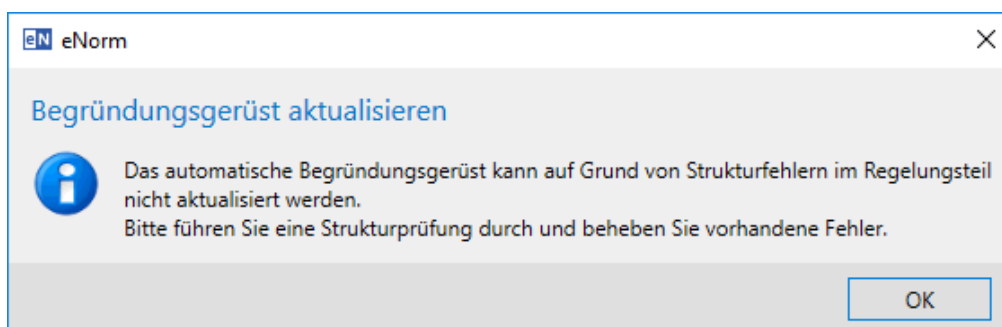 eN eNorm
Begründungsgerüst aktualisieren
Das automatische Begründungsgerüst kann auf Grund von Strukturfehlern im Regelungsteil
nicht aktualisiert werden.
Bitte führen Sie eine Strukturprüfung durch und beheben Sie vorhandene Fehler.
OK